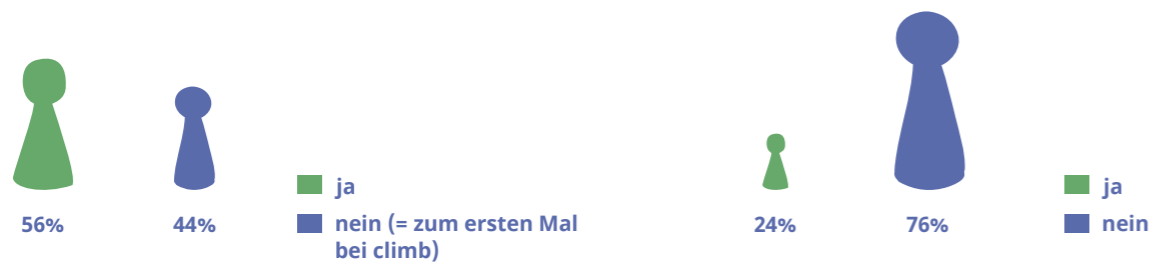 ja
56%
44%
nein (= zum ersten Mal
bei climb)
ja
24%
76%
nein